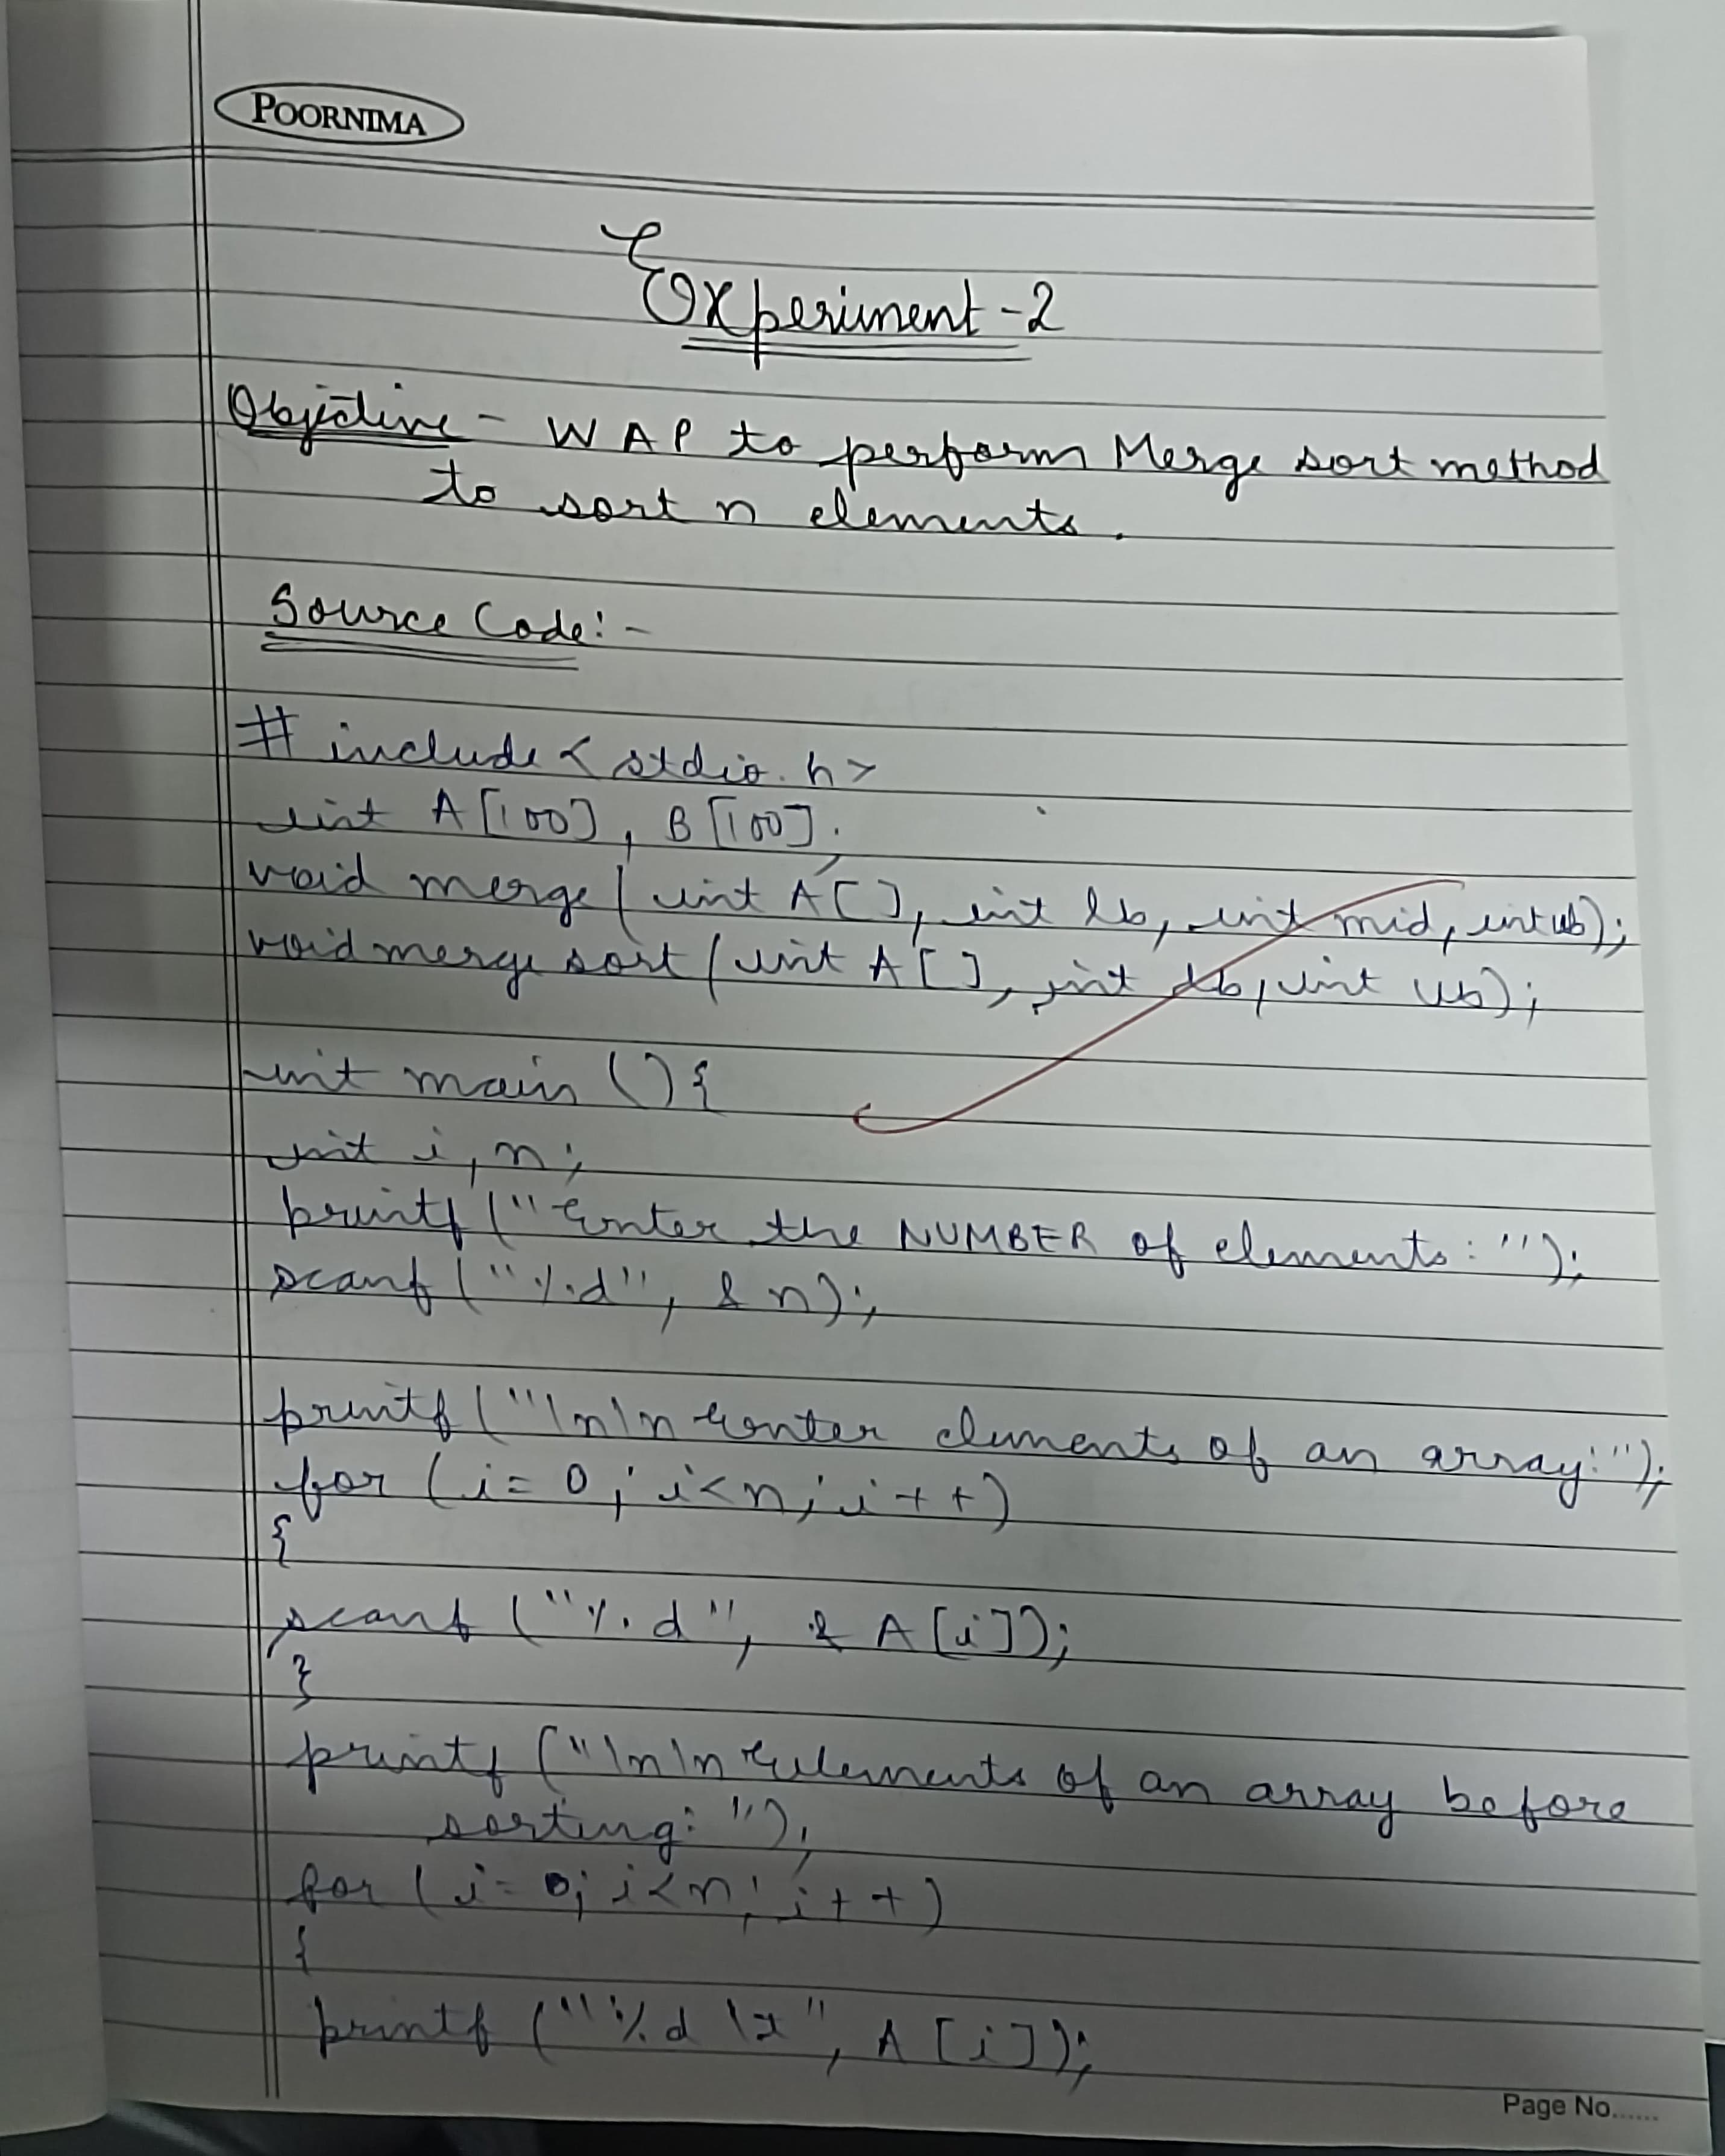 POORNIMA
Experiment-2
Objective - WAP to perform Merge sort method
to sort n elements.
Source Code:-
# include < stdio.h>
int A[100], B[100];
void merge( int A[], int lb, int mid, int ub);
void merge sort (int A[], int lb, int ub);
int main () {
int i, n;
printf ("Enter the NUMBER of elements: ");
scanf ("%d", & n);
printf ("\n\n Enter elements of an array:");
for (i = 0; i<n; i++)
{
scanf ("%d", & A[i]);
}
printf ("\n\n Elements of an array before
sorting: ");
for (i = 0; i<n; i++)
{
printf ("%d \t", A[i]);
Page No......